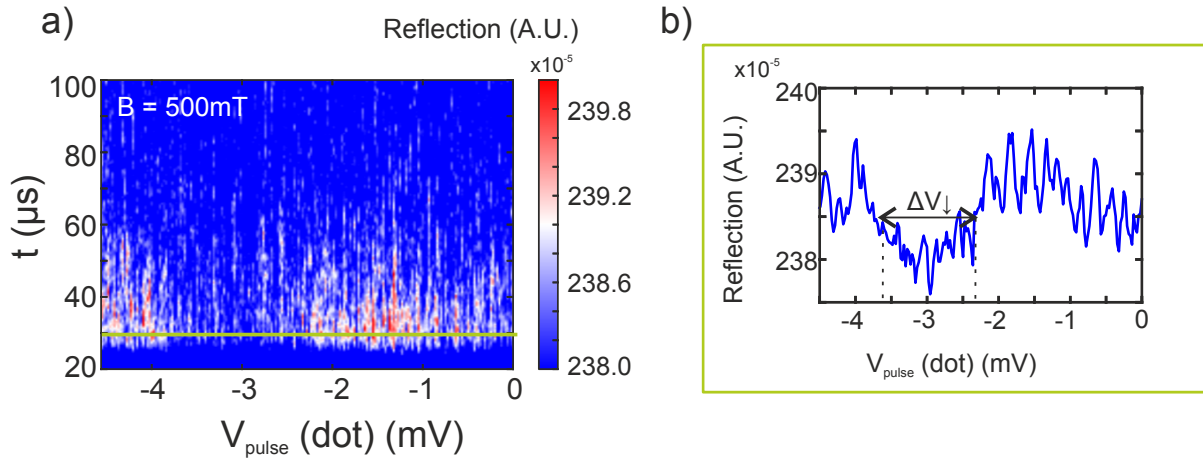 a)
Reflection (A.U.)
x10⁻⁵
B = 500mT
100
80
60
40
20
t (µs)
-4
-3
-2
-1
0
V_pulse (dot) (mV)
239.8
239.2
238.6
238.0
b)
x10⁻⁵
240
239
238
Reflection (A.U.)
ΔV↓
-4
-3
-2
-1
0
V_pulse (dot) (mV)